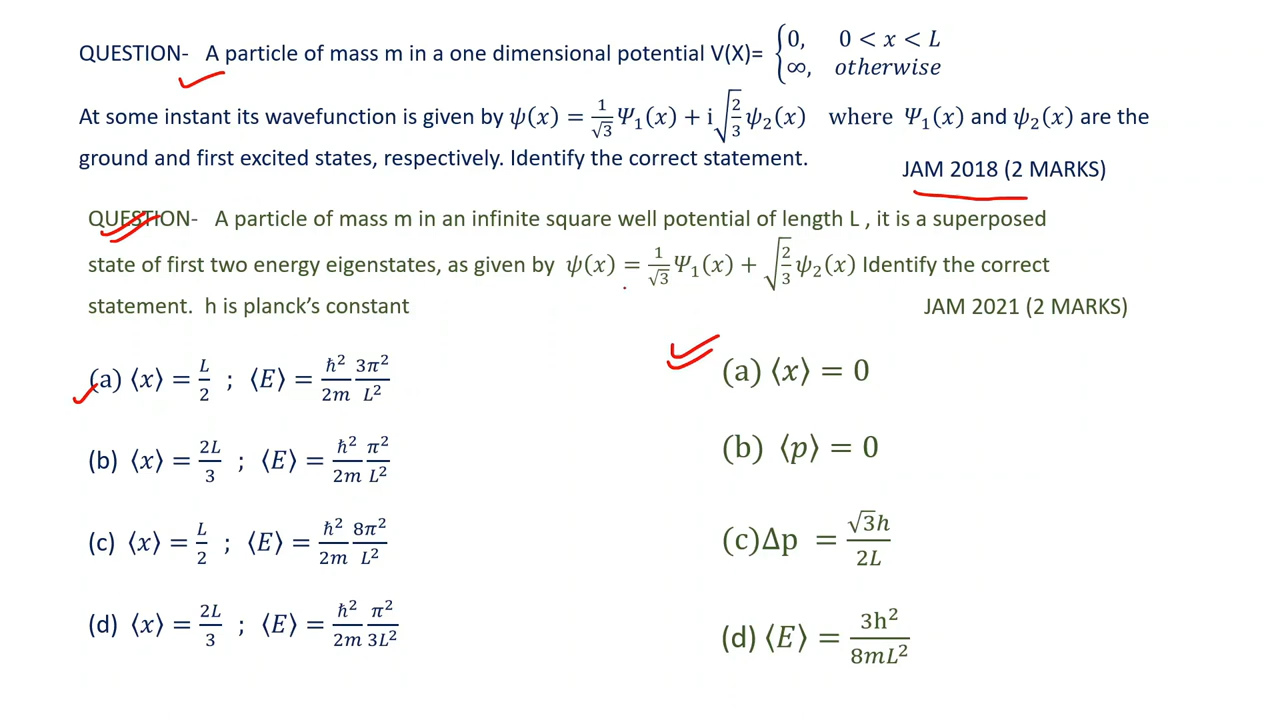 QUESTION- A particle of mass m in a one dimensional potential V(X)= { 0, 0 < x < L
∞, otherwise
At some instant its wavefunction is given by ψ(x) = 1/√3 Ψ₁(x) + i√(2/3) ψ₂(x) where Ψ₁(x) and ψ₂(x) are the
ground and first excited states, respectively. Identify the correct statement.
JAM 2018 (2 MARKS)
QUESTION- A particle of mass m in an infinite square well potential of length L , it is a superposed
state of first two energy eigenstates, as given by ψ(x) = 1/√3 Ψ₁(x) + √(2/3) ψ₂(x) Identify the correct
statement. h is planck’s constant
JAM 2021 (2 MARKS)
(a) ⟨x⟩ = L/2 ; ⟨E⟩ = ℏ²/2m 3π²/L²
(b) ⟨x⟩ = 2L/3 ; ⟨E⟩ = ℏ²/2m π²/L²
(c) ⟨x⟩ = L/2 ; ⟨E⟩ = ℏ²/2m 8π²/L²
(d) ⟨x⟩ = 2L/3 ; ⟨E⟩ = ℏ²/2m π²/3L²
(a) ⟨x⟩ = 0
(b) ⟨p⟩ = 0
(c)Δp = √3h/2L
(d) ⟨E⟩ = 3h²/8mL²